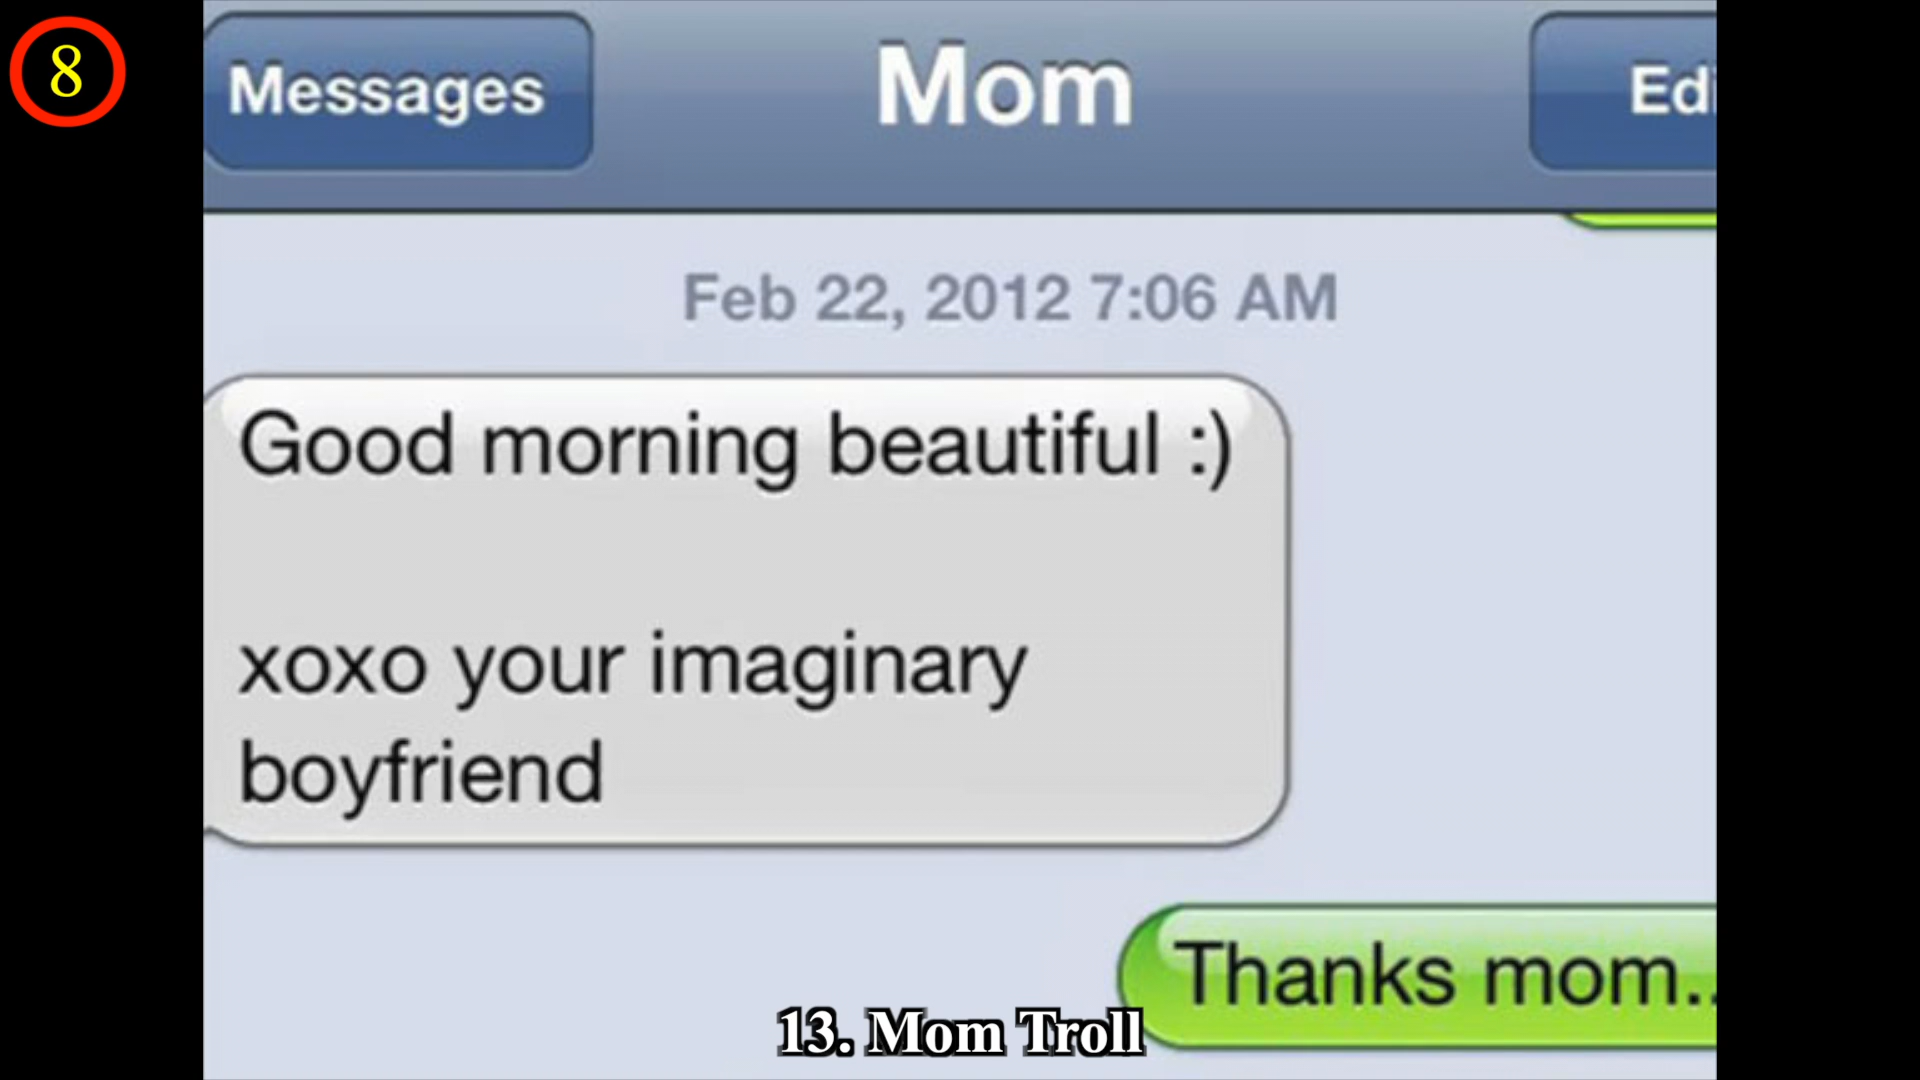 8
Messages
Mom
Edi
Feb 22, 2012 7:06 AM
Good morning beautiful :)
xoxo your imaginary
boyfriend
Thanks mom..
13. Mom Troll